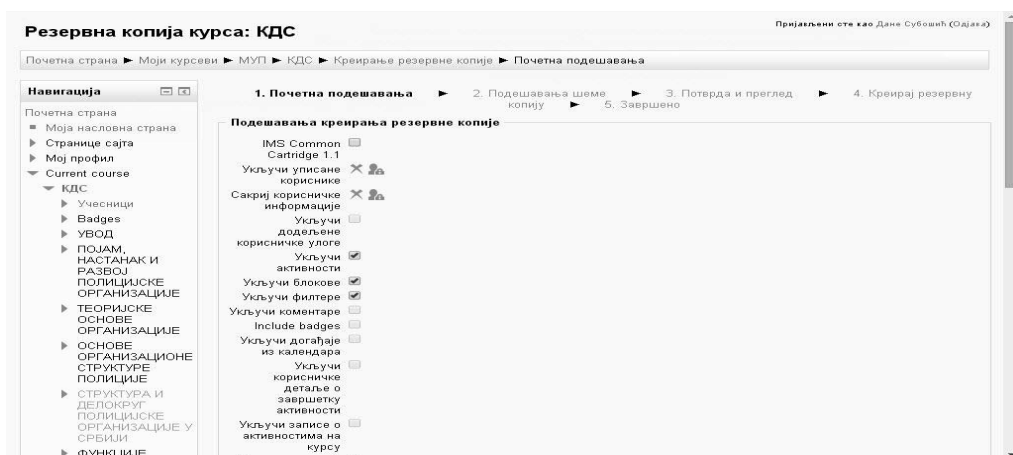 Пријављени сте као Дане Субошић (Одјава)
Резервна копија курса: КДС
Почетна страна ► Моји курсеви ► МУП ► КДС ► Креирање резервне копије ► Почетна подешавања
Навигација
Почетна страна
Моја насловна страна
Странице сајта
Мој профил
Current course
КДС
Учесници
Badges
УВОД
ПОЈАМ,
НАСТАНАК И
РАЗВОЈ
ПОЛИЦИЈСКЕ
ОРГАНИЗАЦИЈЕ
ТЕОРИЈСКЕ
ОСНОВЕ
ОРГАНИЗАЦИЈЕ
ОСНОВЕ
ОРГАНИЗАЦИОНЕ
СТРУКТУРЕ
ПОЛИЦИЈЕ
СТРУКТУРА И
ДЕЛОКРУГ
ПОЛИЦИЈСКЕ
ОРГАНИЗАЦИЈЕ У
СРБИЈИ
ФУНКЦИЈЕ
1. Почетна подешавања ► 2. Подешавања шеме ► 3. Потврда и преглед ► 4. Креирај резервну
копију ► 5. Завршено
Подешавања креирања резервне копије
IMS Common
Cartridge 1.1
Укључи уписане
кориснике
Сакриј корисничке
информације
Укључи
додељене
корисничке улоге
Укључи
активности
Укључи блокове
Укључи филтере
Укључи коментаре
Include badges
Укључи догађаје
из календара
Укључи
корисничке
детаље о
завршетку
активности
Укључи записе о
активностима на
курсу